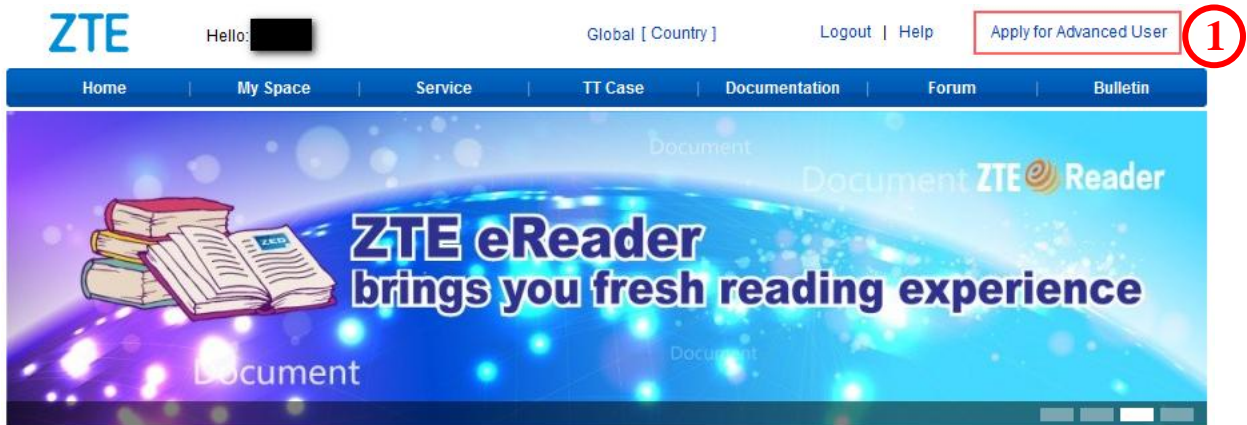 ZTE
Hello:
Global [ Country ]
Logout | Help
Apply for Advanced User
1
Home | My Space | Service | TT Case | Documentation | Forum | Bulletin
Document
Document ZTE Reader
ZTE eReader
brings you fresh reading experience
Document
Document